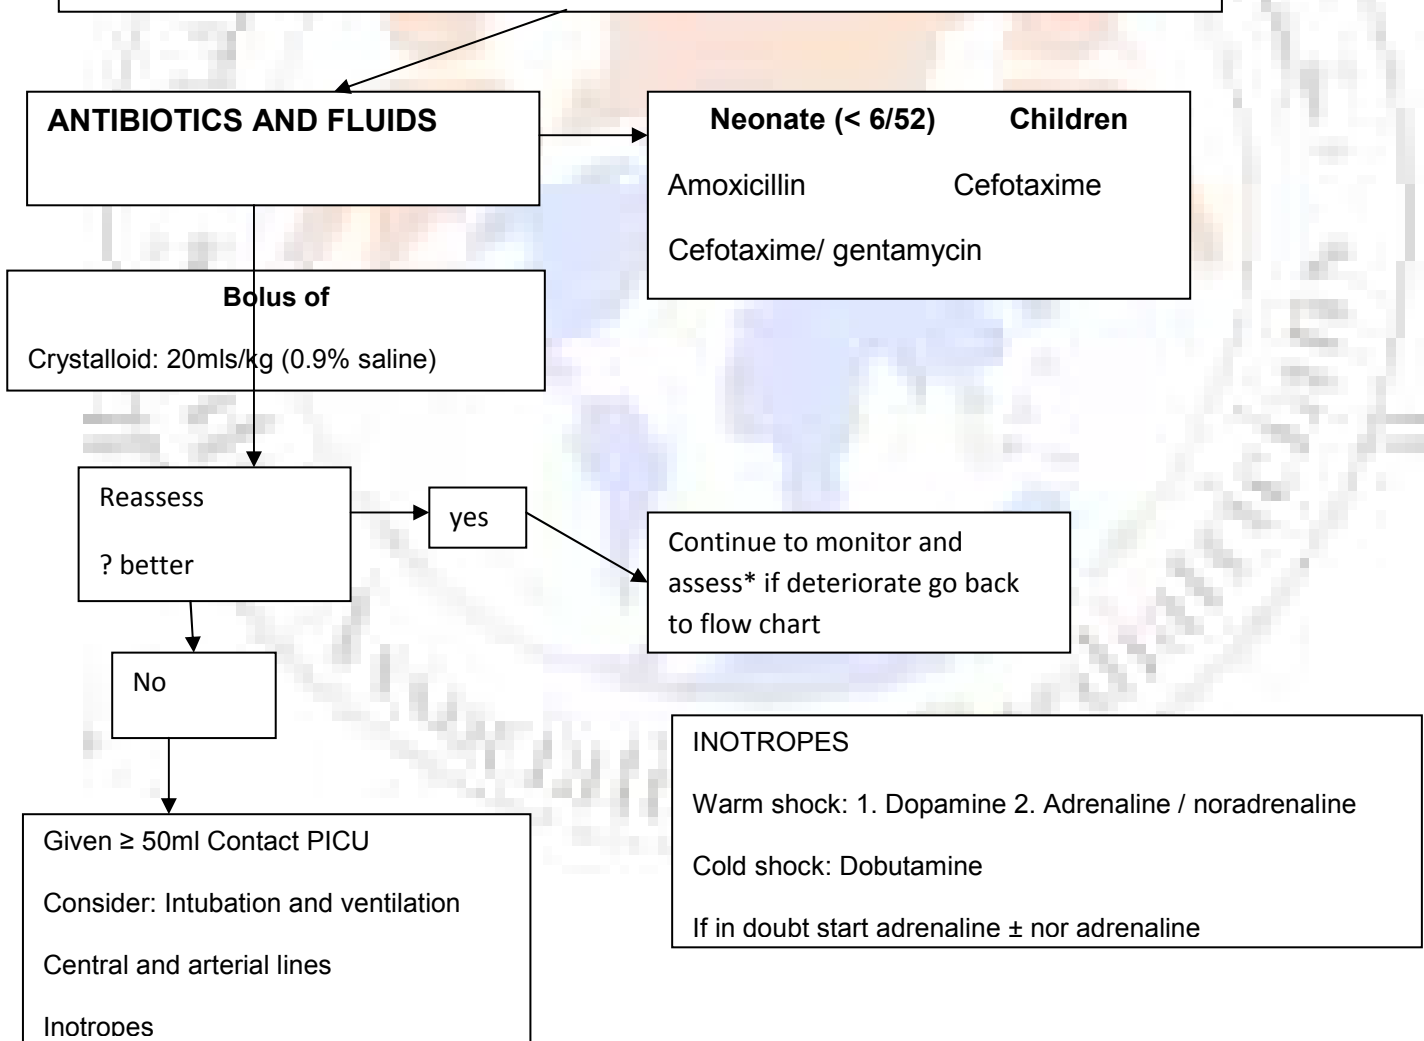 ANTIBIOTICS AND FLUIDS
Neonate (< 6/52) Children
Amoxicillin Cefotaxime
Cefotaxime/ gentamycin
Bolus of
Crystalloid: 20mls/kg (0.9% saline)
Reassess
? better
yes
Continue to monitor and
assess* if deteriorate go back
to flow chart
No
Given ≥ 50ml Contact PICU
Consider: Intubation and ventilation
Central and arterial lines
Inotropes
INOTROPES
Warm shock: 1. Dopamine 2. Adrenaline / noradrenaline
Cold shock: Dobutamine
If in doubt start adrenaline ± nor adrenaline